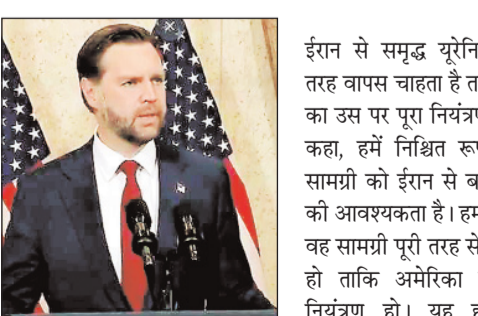 ईरान से समृद्ध
तरह वापस चाहता है
का उस पर पूरा
कहा, हमें निश्चित
सामग्री को ईरान से
की आवश्यकता है। हम
वह सामग्री पूरी तरह से
हो ताकि अमेरिका
नियंत्रण हो। यह